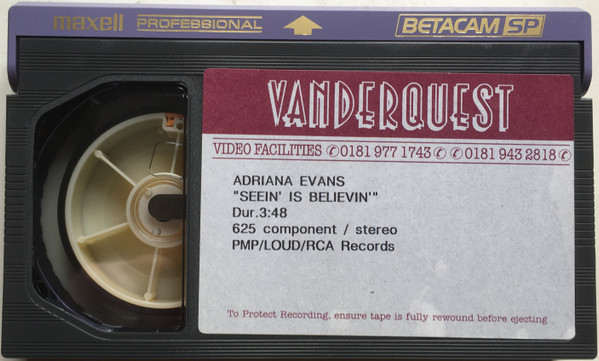 maxell PROFESSIONAL BETACAM SP
VANDERQUEST
VIDEO FACILITIES ✆0181 977 1743✆ ✆0181 943 2818✆
ADRIANA EVANS
"SEEIN' IS BELIEVIN'"
Dur.3:48
625 component / stereo
PMP/LOUD/RCA Records
To Protect Recording, ensure tape is fully rewound before ejecting